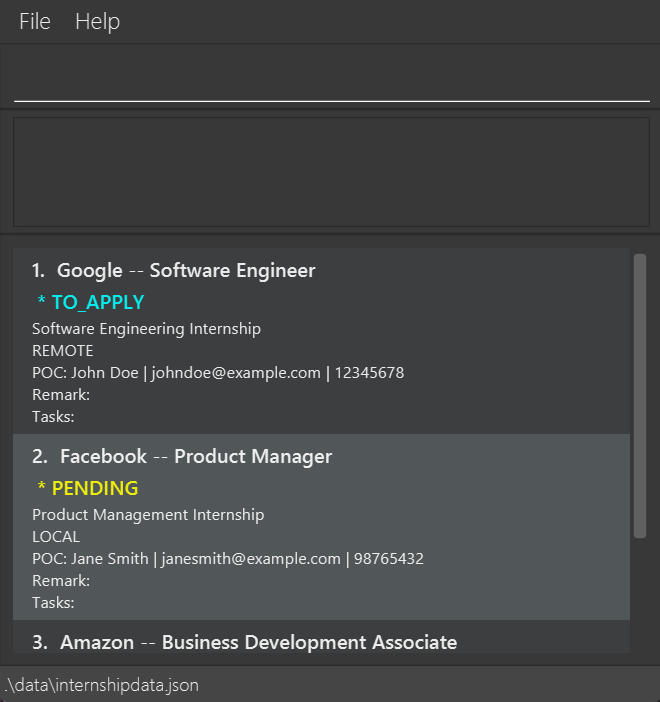 File Help
1. Google -- Software Engineer
* TO_APPLY
Software Engineering Internship
REMOTE
POC: John Doe | johndoe@example.com | 12345678
Remark:
Tasks:
2. Facebook -- Product Manager
* PENDING
Product Management Internship
LOCAL
POC: Jane Smith | janesmith@example.com | 98765432
Remark:
Tasks:
3. Amazon -- Business Development Associate
.\data\internshipdata.json